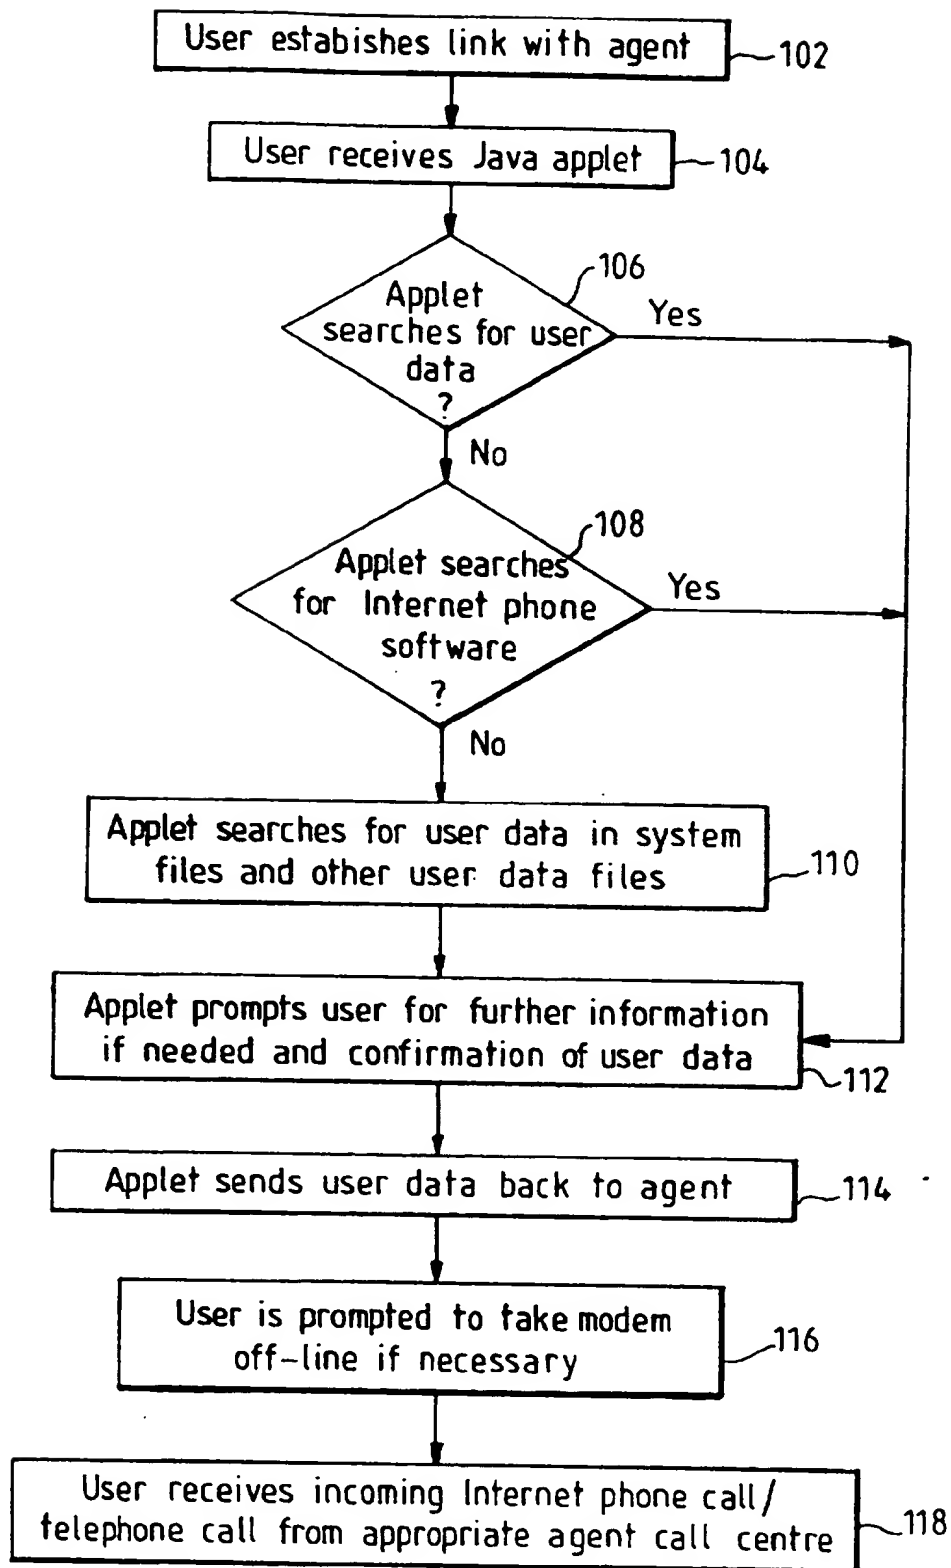 User estabishes link with agent
102
User receives Java applet
104
106
Applet
searches for user
data
?
Yes
No
108
Applet searches
for Internet phone
software
?
Yes
No
Applet searches for user data in system
files and other user data files
110
Applet prompts user for further information
if needed and confirmation of user data
112
Applet sends user data back to agent
114
User is prompted to take modem
off-line if necessary
116
User receives incoming Internet phone call/
telephone call from appropriate agent call centre
118